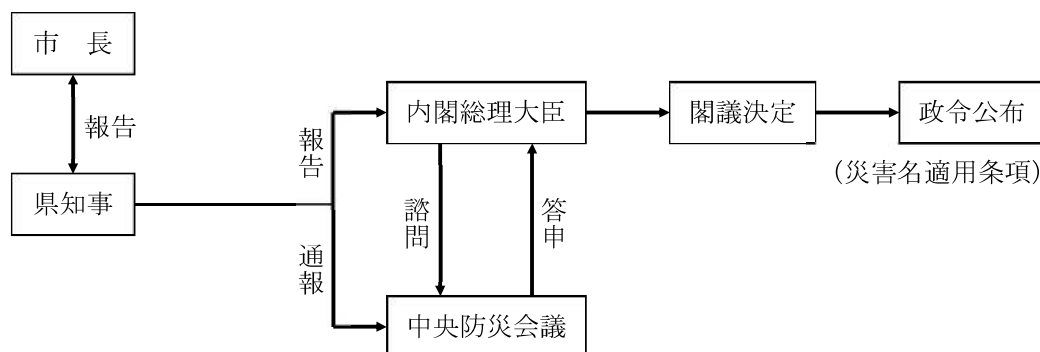 市　長
報告
県知事
報告
通報
内閣総理大臣
諮問
答申
中央防災会議
閣議決定
政令公布
(災害名適用条項)